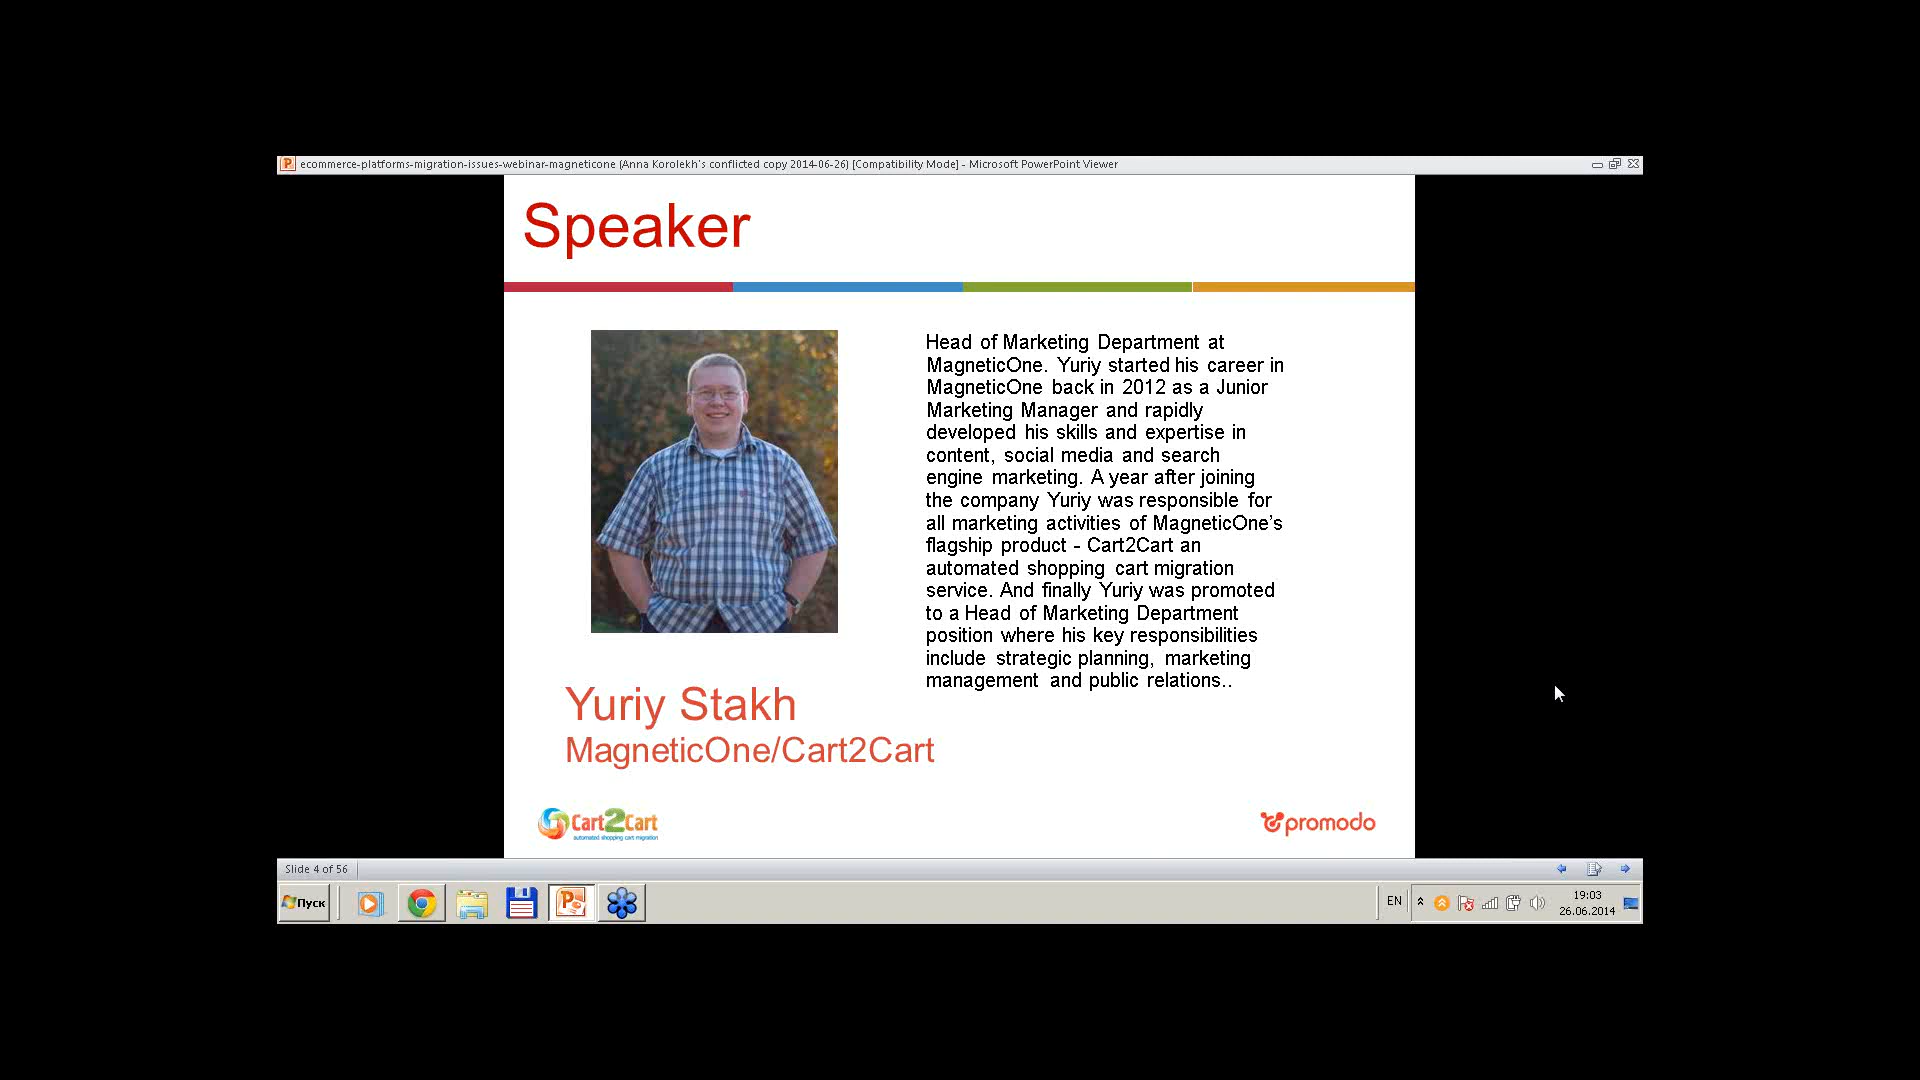 ecommerce-platforms-migration-issues-webinar-magneticone (Anna Korolekh's conflicted copy 2014-06-26) [Compatibility Mode] - Microsoft PowerPoint Viewer
Speaker
Head of Marketing Department at
MagneticOne. Yuriy started his career in
MagneticOne back in 2012 as a Junior
Marketing Manager and rapidly
developed his skills and expertise in
content, social media and search
engine marketing. A year after joining
the company Yuriy was responsible for
all marketing activities of MagneticOne’s
flagship product - Cart2Cart an
automated shopping cart migration
service. And finally Yuriy was promoted
to a Head of Marketing Department
position where his key responsibilities
include strategic planning, marketing
management and public relations..
Yuriy Stakh
MagneticOne/Cart2Cart
Cart2Cart
automated shopping cart migration
promodo
Slide 4 of 56
Пуск
EN
19:03
26.06.2014